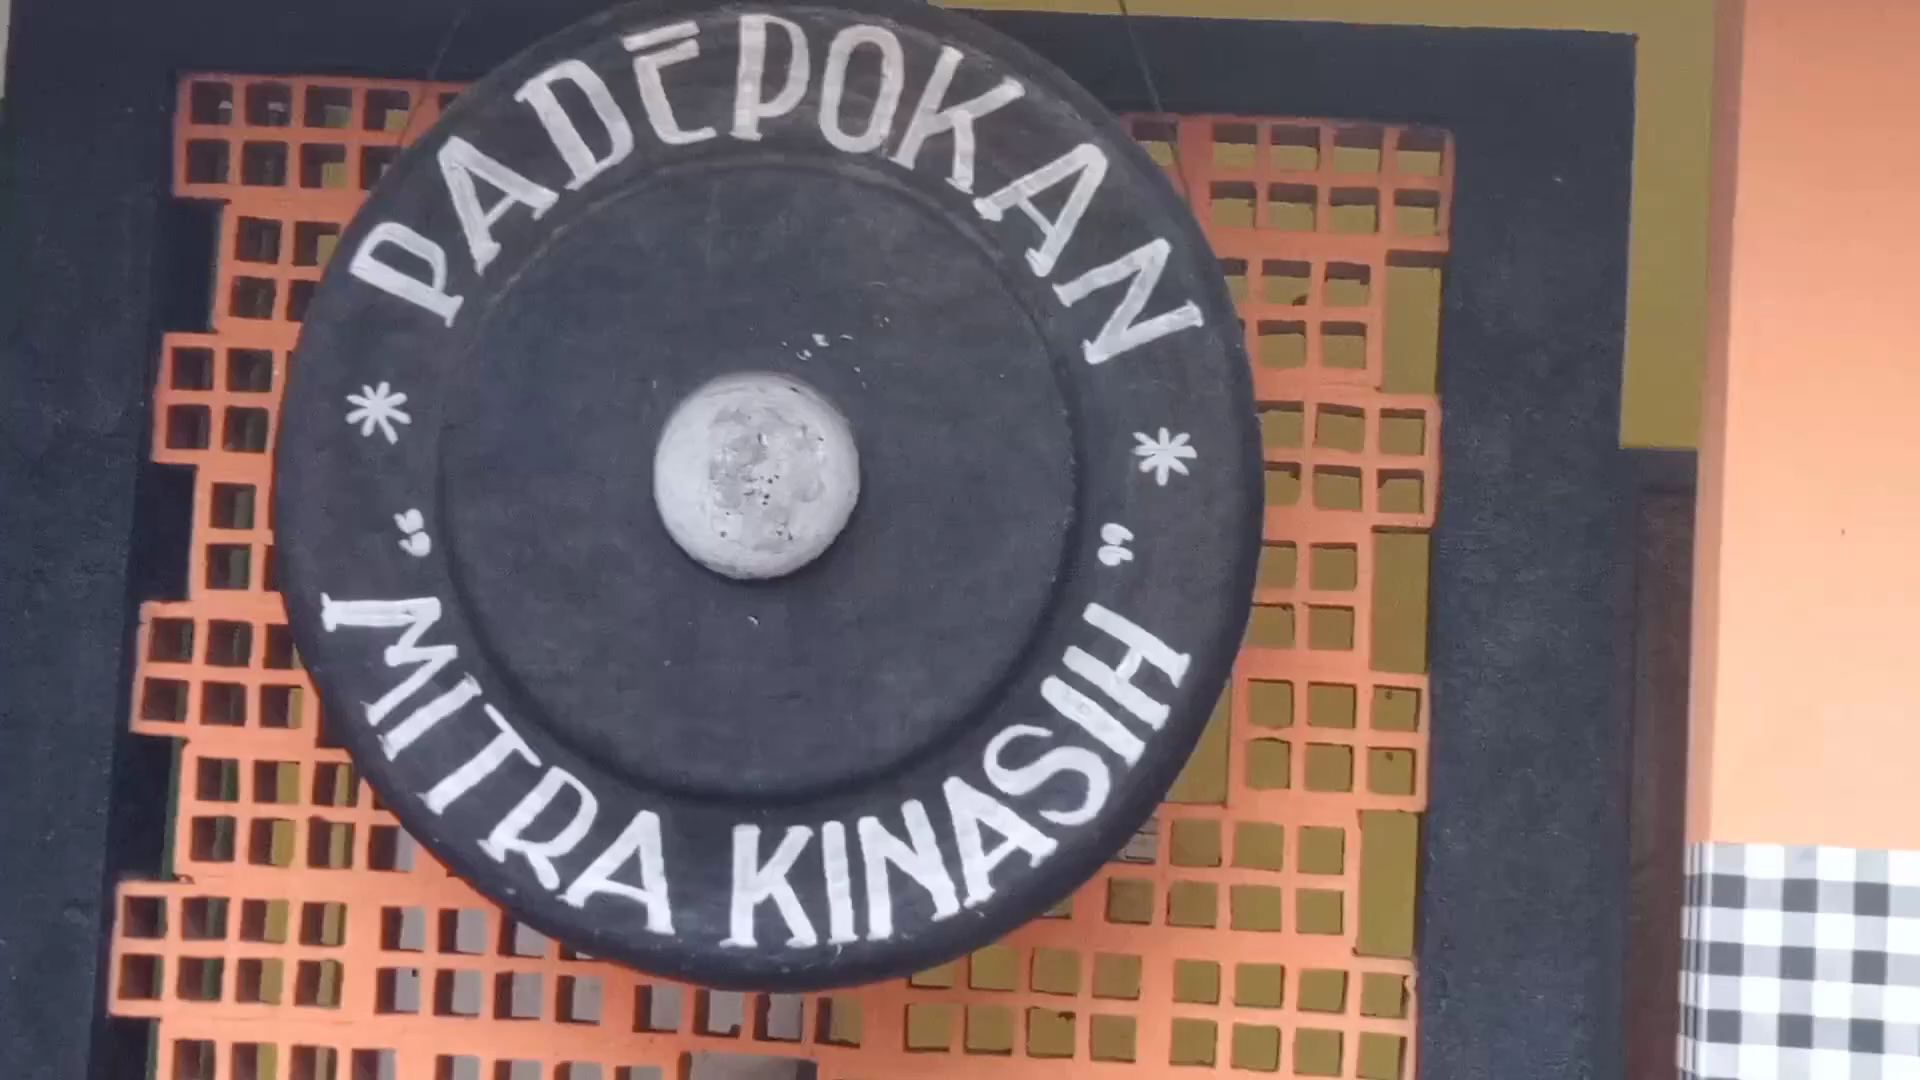 PADĒPOKAN
* *
“ MITRA KINASIH “